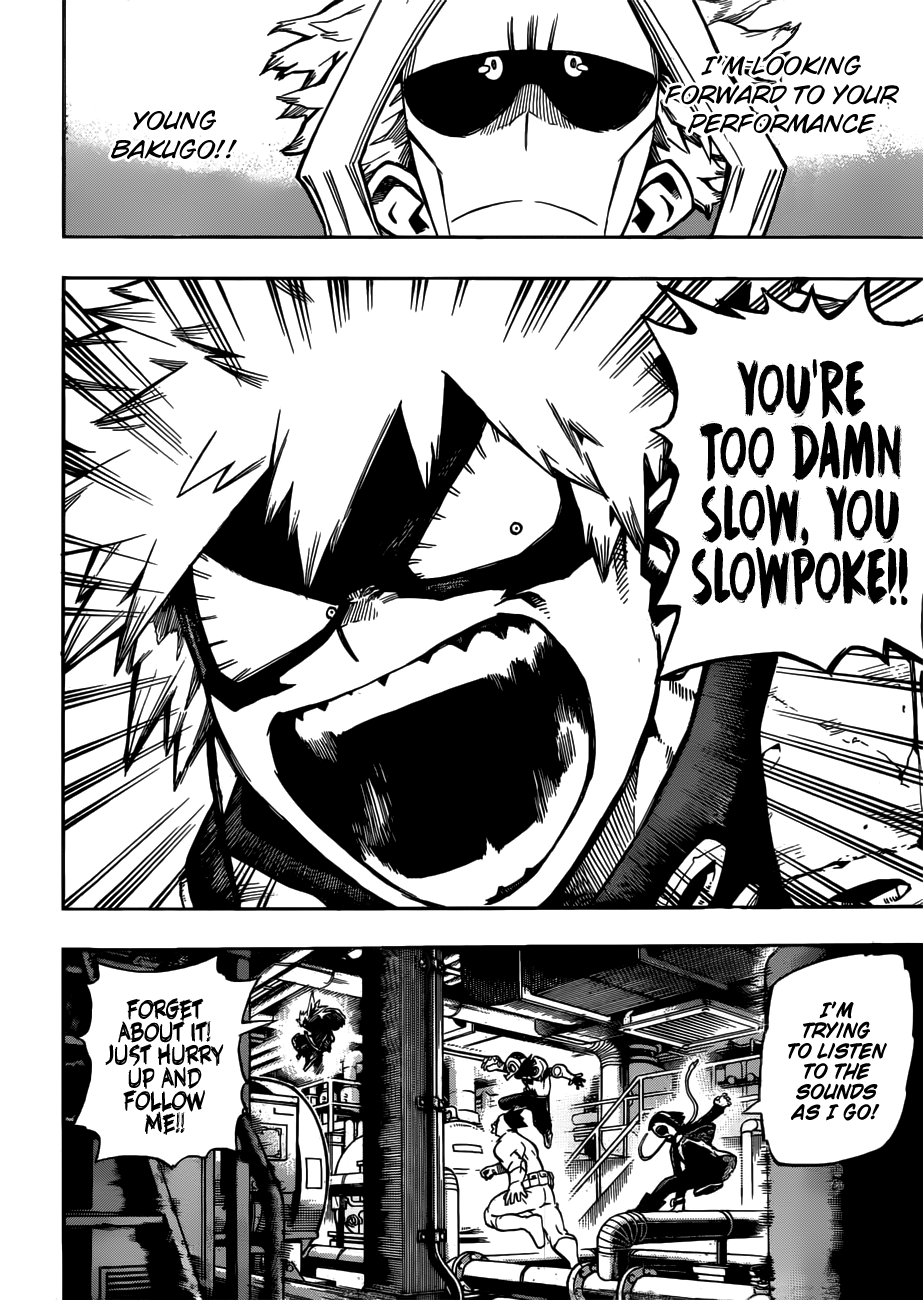 I'M LOOKING
FORWARD TO YOUR
PERFORMANCE
YOUNG
BAKUGO!!
YOU'RE
TOO DAMN
SLOW, YOU
SLOWPOKE!!
I'M
TRYING
TO LISTEN
TO THE
SOUNDS
AS I GO!
FORGET
ABOUT IT!
JUST HURRY
UP AND
FOLLOW
ME!!